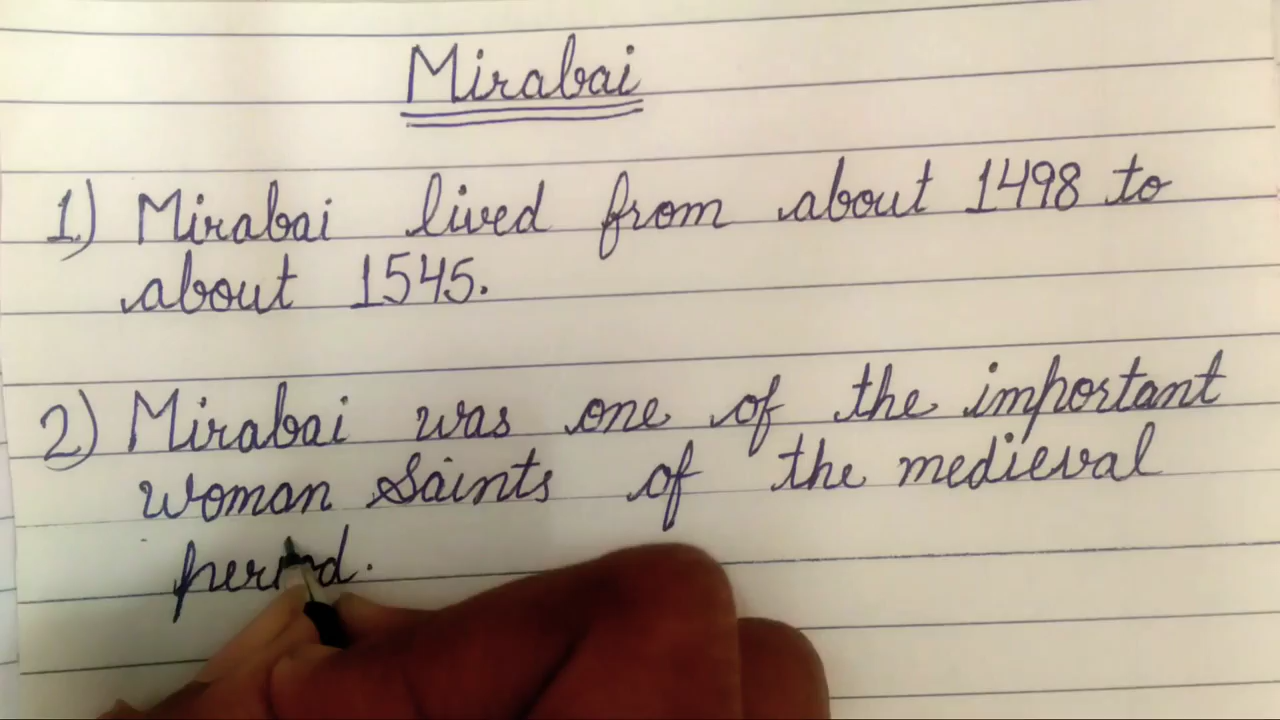 Mirabai
1) Mirabai lived from about 1498 to
about 1545.
2) Mirabai was one of the important
woman Saints of the medieval
period.